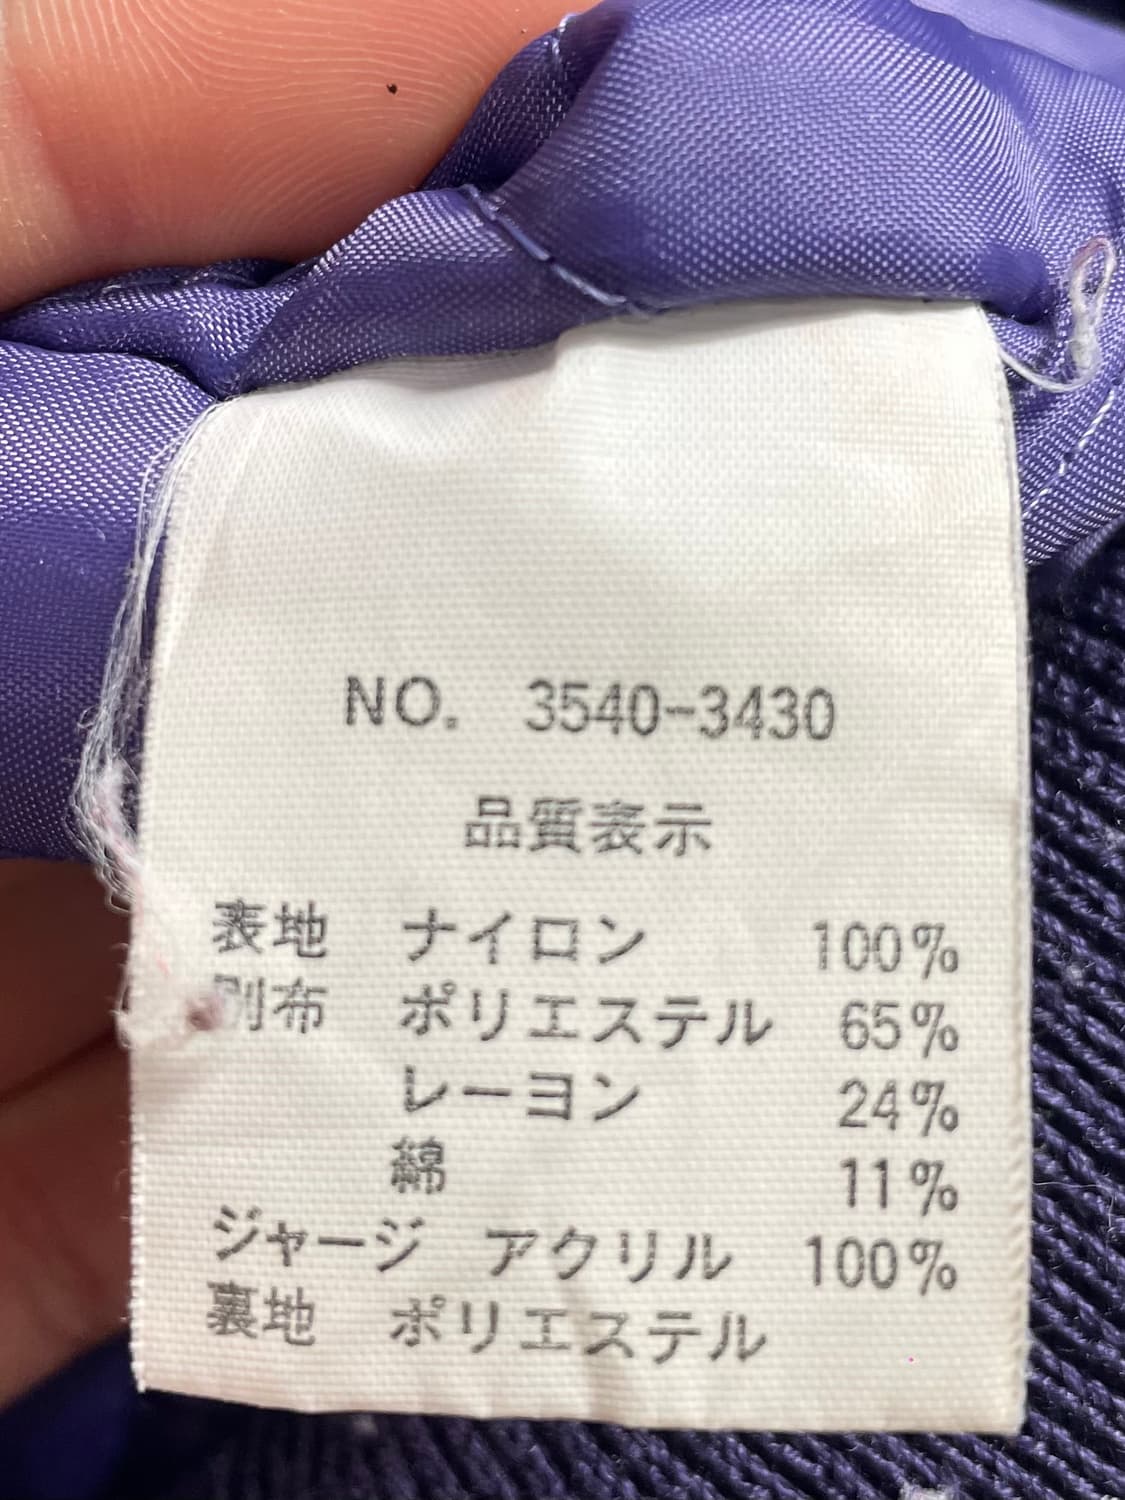 NO. 3540-3430
品質表示
表地 ナイロン 100%
別布 ポリエステル 65%
レーヨン 24%
綿 11%
ジャージ アクリル 100%
裏地 ポリエステル